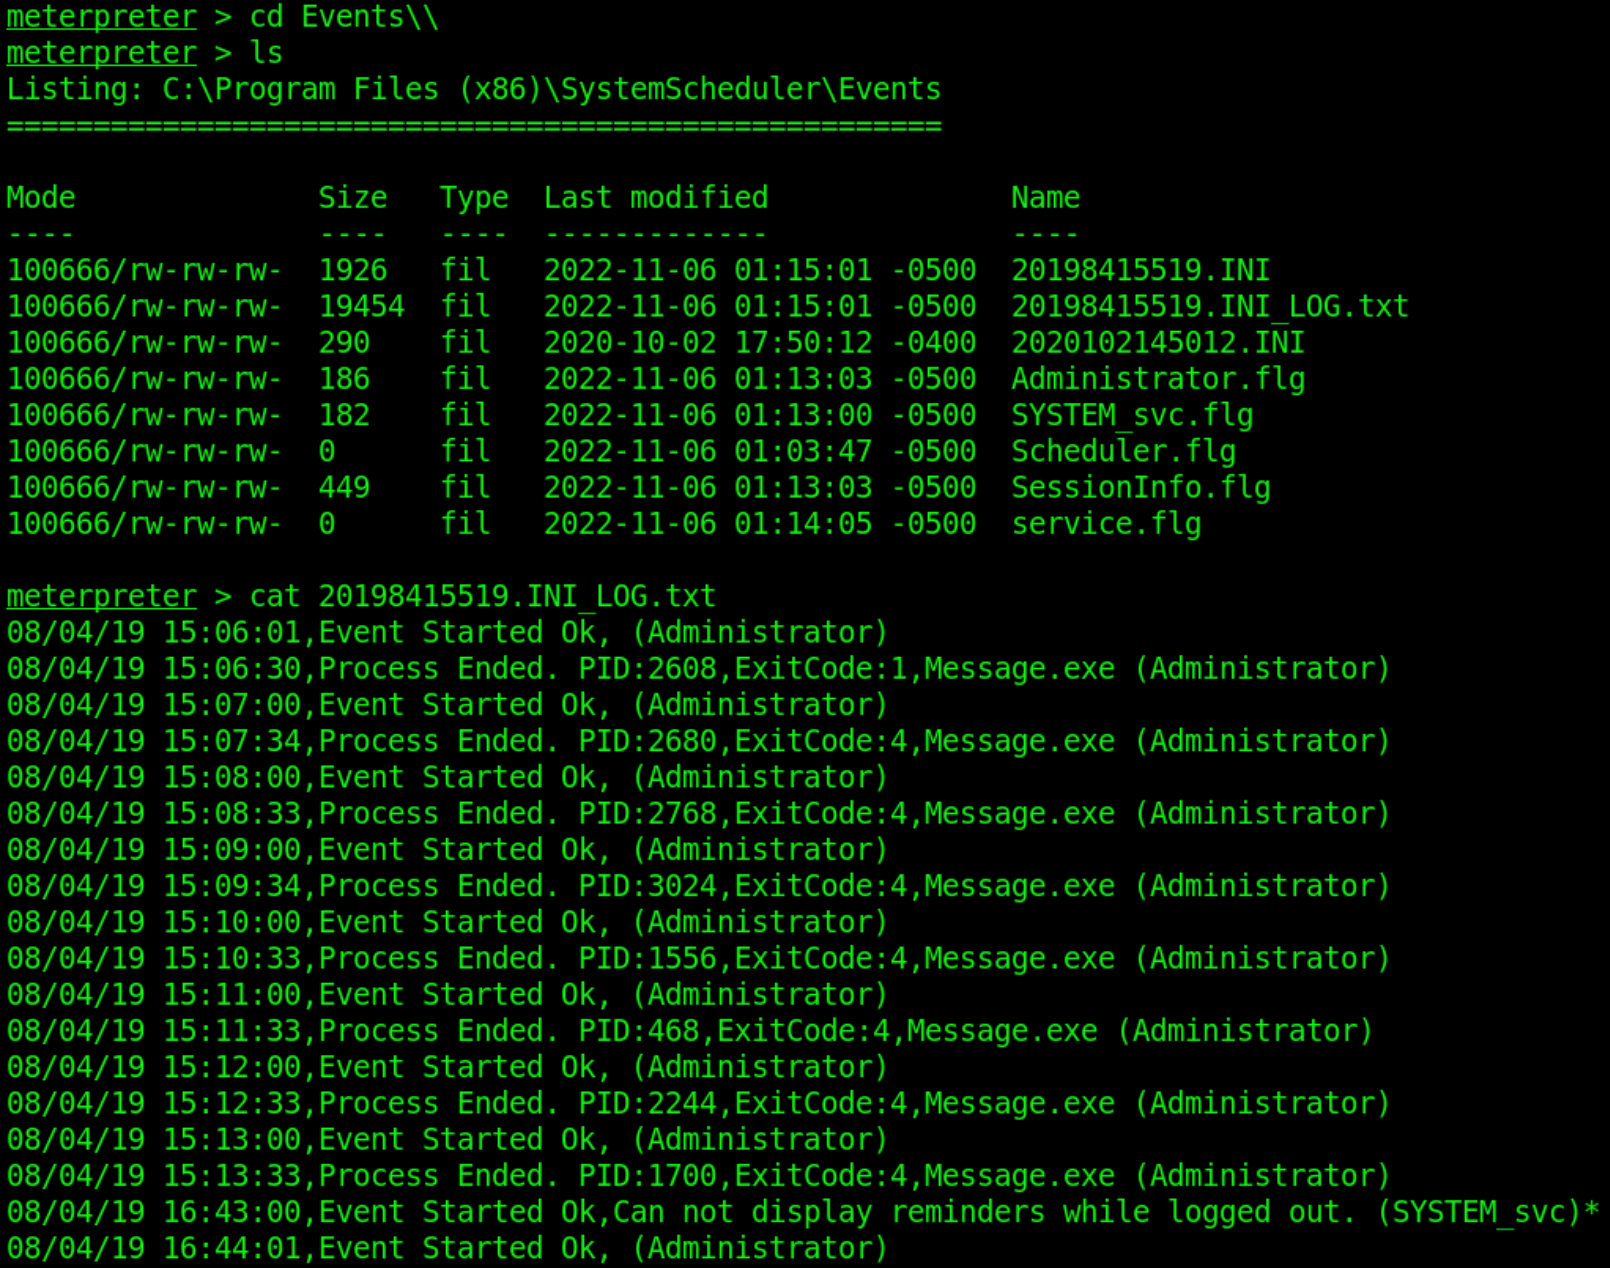 meterpreter > cd Events\\
meterpreter > ls
Listing: C:\Program Files (x86)\SystemScheduler\Events
======================================================
Mode              Size   Type  Last modified              Name
----              ----   ----  -------------              ----
100666/rw-rw-rw-  1926   fil   2022-11-06 01:15:01 -0500  20198415519.INI
100666/rw-rw-rw-  19454  fil   2022-11-06 01:15:01 -0500  20198415519.INI_LOG.txt
100666/rw-rw-rw-  290    fil   2020-10-02 17:50:12 -0400  2020102145012.INI
100666/rw-rw-rw-  186    fil   2022-11-06 01:13:03 -0500  Administrator.flg
100666/rw-rw-rw-  182    fil   2022-11-06 01:13:00 -0500  SYSTEM_svc.flg
100666/rw-rw-rw-  0      fil   2022-11-06 01:03:47 -0500  Scheduler.flg
100666/rw-rw-rw-  449    fil   2022-11-06 01:13:03 -0500  SessionInfo.flg
100666/rw-rw-rw-  0      fil   2022-11-06 01:14:05 -0500  service.flg
meterpreter > cat 20198415519.INI_LOG.txt
08/04/19 15:06:01,Event Started Ok, (Administrator)
08/04/19 15:06:30,Process Ended. PID:2608,ExitCode:1,Message.exe (Administrator)
08/04/19 15:07:00,Event Started Ok, (Administrator)
08/04/19 15:07:34,Process Ended. PID:2680,ExitCode:4,Message.exe (Administrator)
08/04/19 15:08:00,Event Started Ok, (Administrator)
08/04/19 15:08:33,Process Ended. PID:2768,ExitCode:4,Message.exe (Administrator)
08/04/19 15:09:00,Event Started Ok, (Administrator)
08/04/19 15:09:34,Process Ended. PID:3024,ExitCode:4,Message.exe (Administrator)
08/04/19 15:10:00,Event Started Ok, (Administrator)
08/04/19 15:10:33,Process Ended. PID:1556,ExitCode:4,Message.exe (Administrator)
08/04/19 15:11:00,Event Started Ok, (Administrator)
08/04/19 15:11:33,Process Ended. PID:468,ExitCode:4,Message.exe (Administrator)
08/04/19 15:12:00,Event Started Ok, (Administrator)
08/04/19 15:12:33,Process Ended. PID:2244,ExitCode:4,Message.exe (Administrator)
08/04/19 15:13:00,Event Started Ok, (Administrator)
08/04/19 15:13:33,Process Ended. PID:1700,ExitCode:4,Message.exe (Administrator)
08/04/19 16:43:00,Event Started Ok,Can not display reminders while logged out. (SYSTEM_svc)*
08/04/19 16:44:01,Event Started Ok, (Administrator)